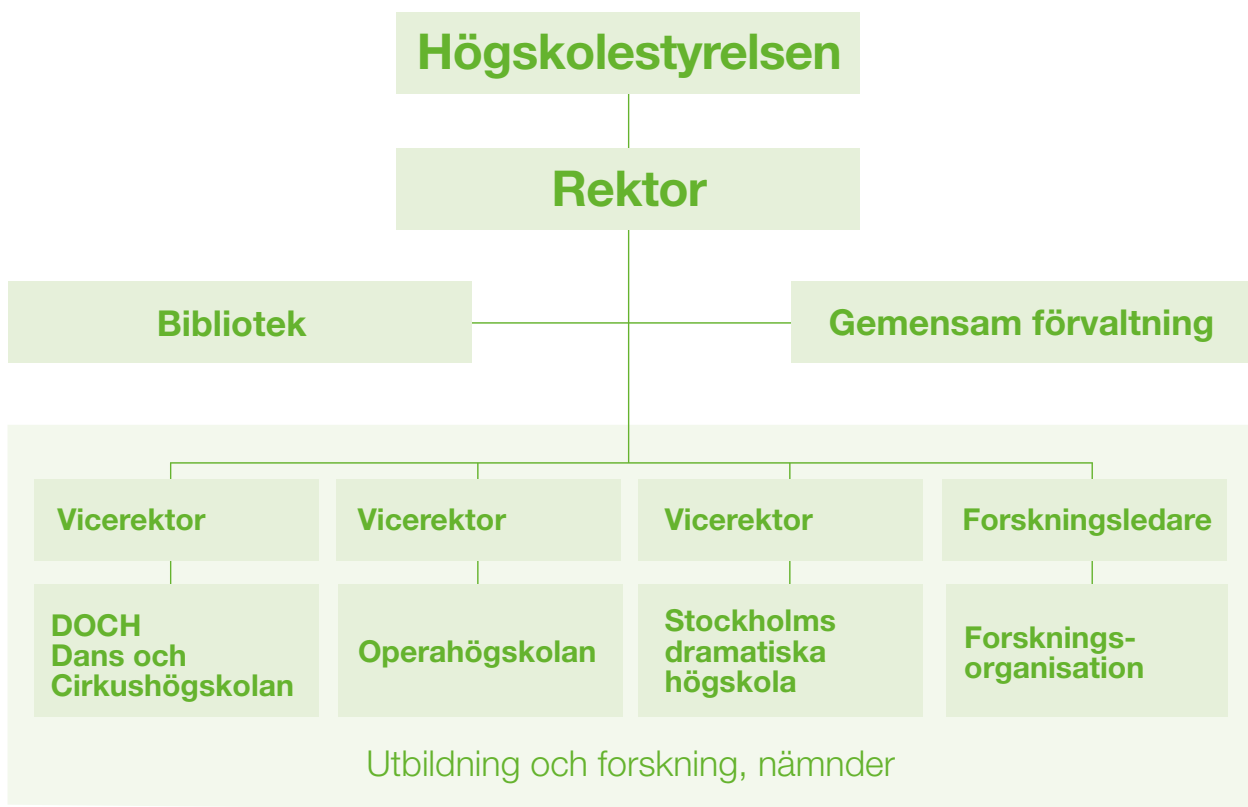 Högskolestyrelsen
Rektor
Bibliotek
Gemensam förvaltning
Vicerektor
Vicerektor
Vicerektor
Forskningsledare
DOCH
Dans och
Cirkushögskolan
Operahögskolan
Stockholms
dramatiska
högskola
Forsknings-
organisation
Utbildning och forskning, nämnder